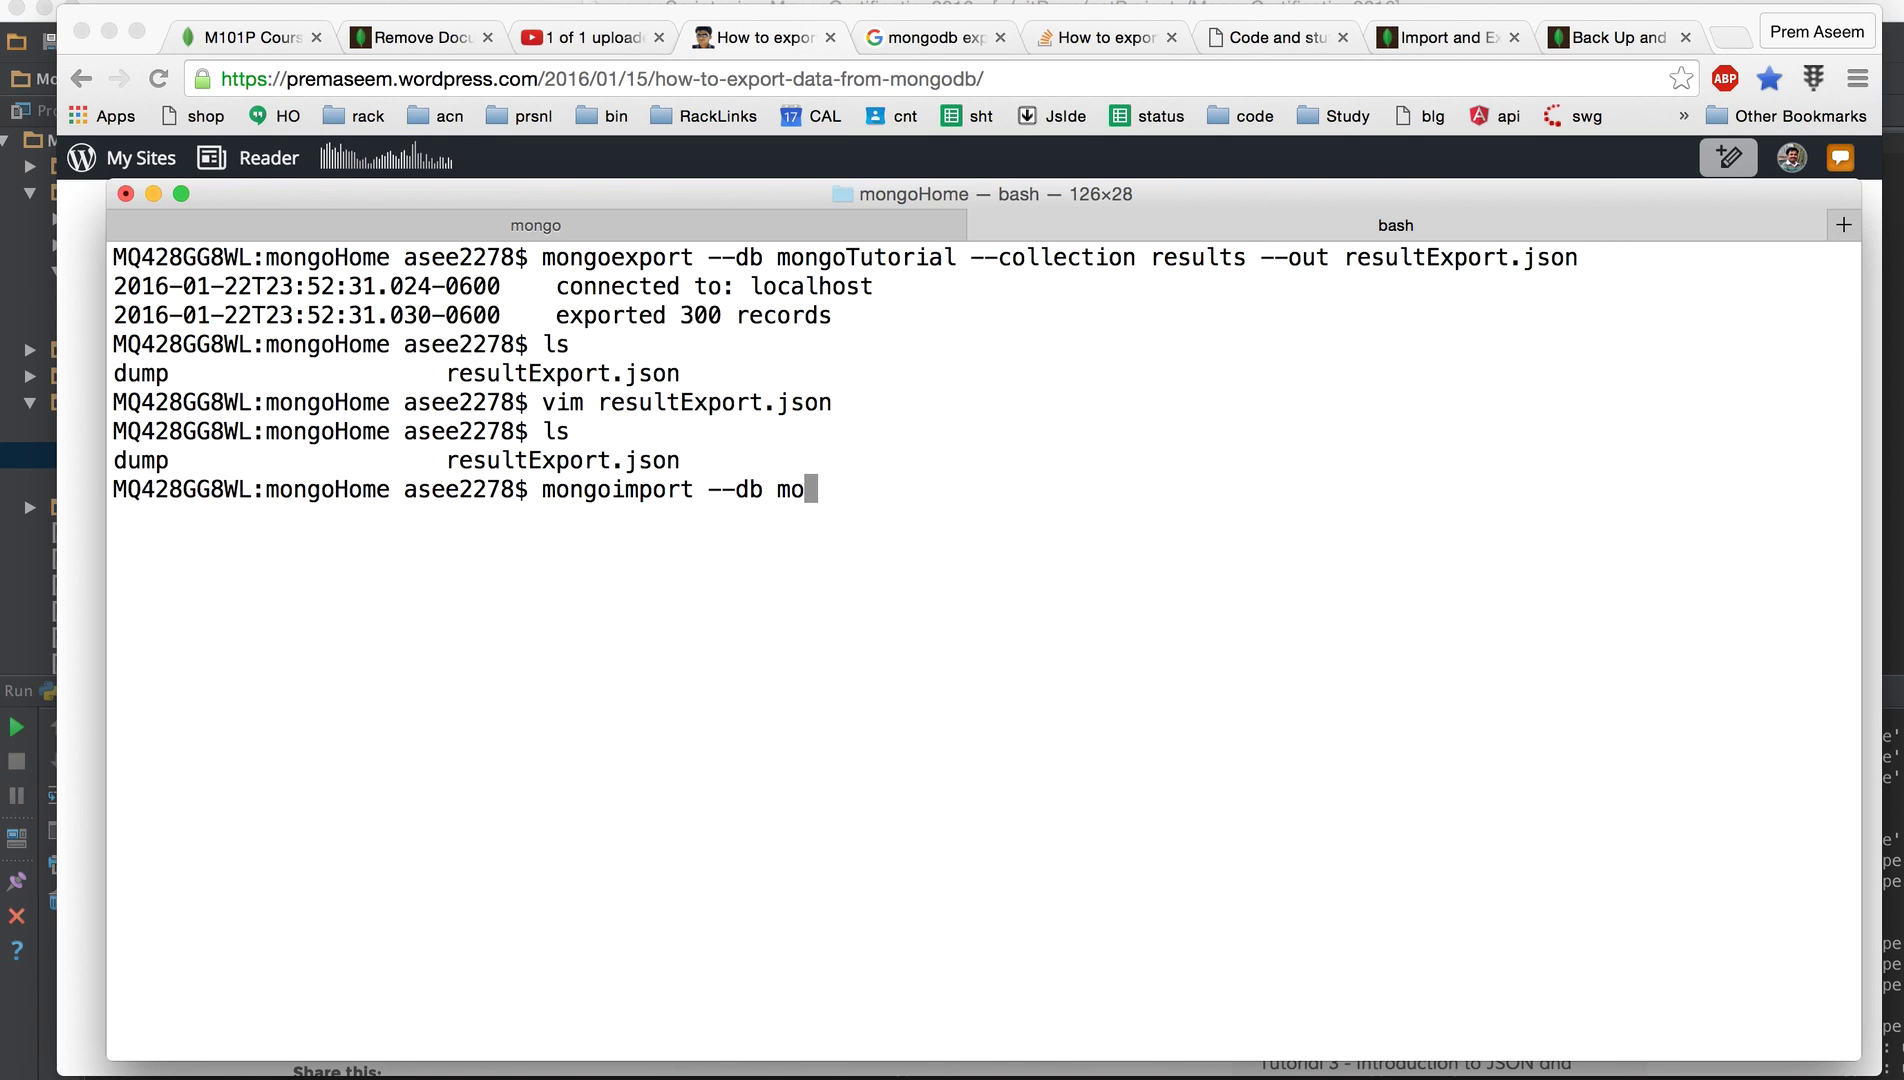 M101P Cours
Remove Docu
1 of 1 upload
How to expor
mongodb exp
How to expor
Code and stu
Import and Ex
Back Up and
Prem Aseem
https://premaseem.wordpress.com/2016/01/15/how-to-export-data-from-mongodb/
ABP
Apps shop HO rack acn prsnl bin RackLinks 17 CAL cnt sht Jslde status code Study blg api swg » Other Bookmarks
My Sites Reader
mongoHome — bash — 126×28
mongo bash
MQ428GG8WL:mongoHome asee2278$ mongoexport --db mongoTutorial --collection results --out resultExport.json
2016-01-22T23:52:31.024-0600 connected to: localhost
2016-01-22T23:52:31.030-0600 exported 300 records
MQ428GG8WL:mongoHome asee2278$ ls
dump resultExport.json
MQ428GG8WL:mongoHome asee2278$ vim resultExport.json
MQ428GG8WL:mongoHome asee2278$ ls
dump resultExport.json
MQ428GG8WL:mongoHome asee2278$ mongoimport --db mo
Run
Share this:
Tutorial 3 - Introduction to JSON and